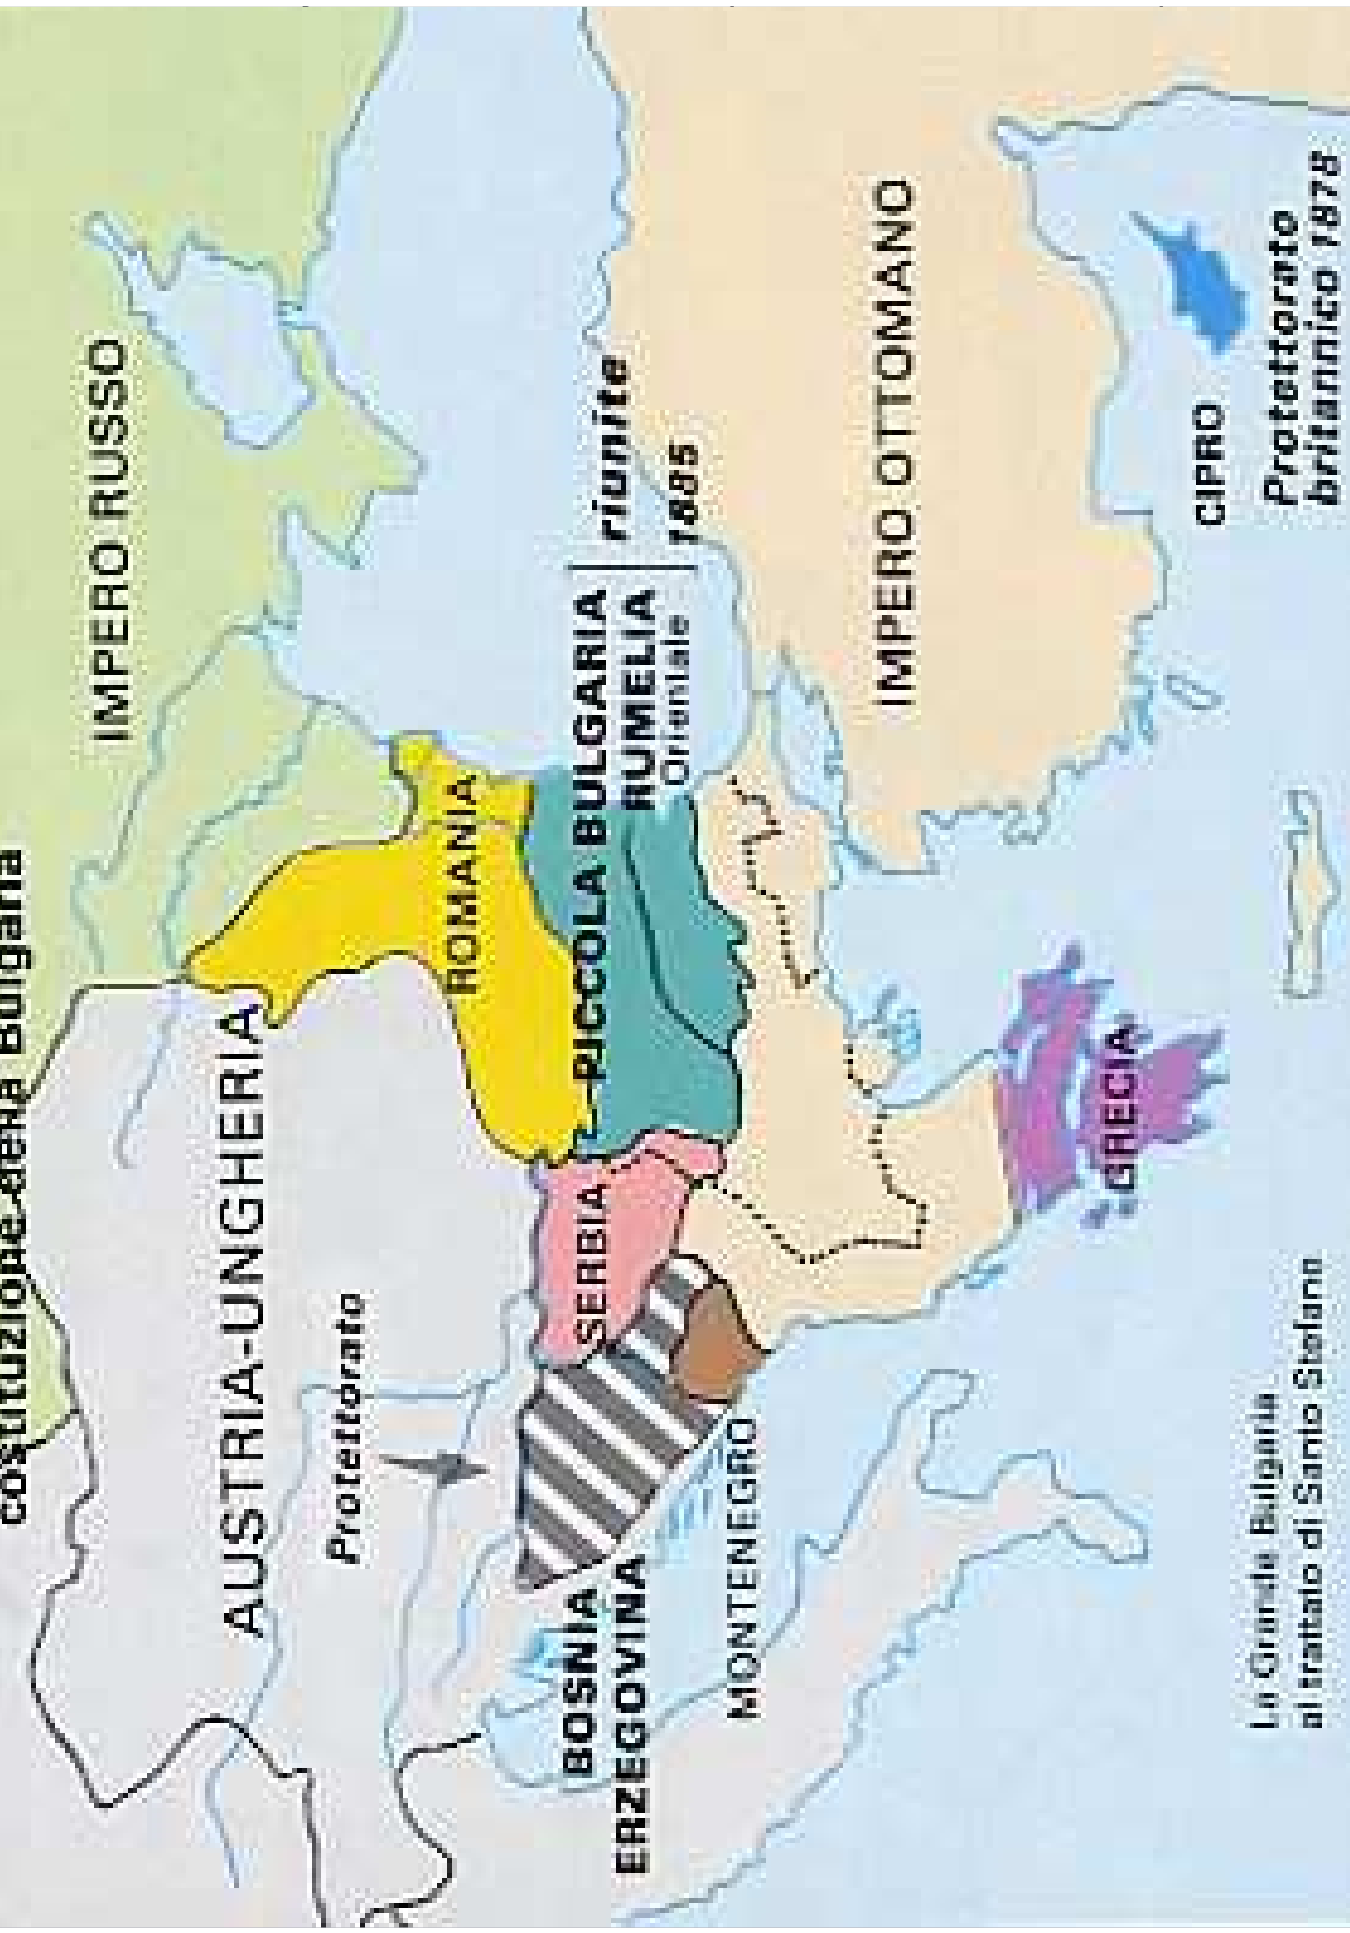 costituzione della Bulgaria
IMPERO RUSSO
AUSTRIA-UNGHERIA
Protettorato
ROMANIA
PICCOLA BULGARIA
RUMELIA
Orientale
riunite
1885
SERBIA
BOSNIA
ERZEGOVINA
MONTENEGRO
IMPERO OTTOMANO
GRECIA
CIPRO
Protettorato
britannico 1878
La Grande Bulgaria
al trattato di Santo Stefano